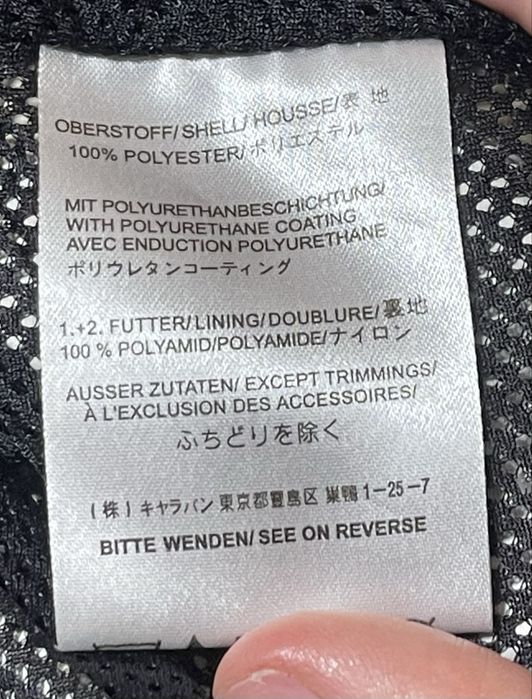 OBERSTOFF/SHELL/HOUSSE/表 地
100% POLYESTER/ポリエステル
MIT POLYURETHANBESCHICHTUNG/
WITH POLYURETHANE COATING
AVEC ENDUCTION POLYURETHANE
ポリウレタンコーティング
1.+2. FUTTER/LINING/DOUBLURE/裏地
100 % POLYAMID/POLYAMIDE/ナイロン
AUSSER ZUTATEN/ EXCEPT TRIMMINGS/
À L'EXCLUSION DES ACCESSOIRES/
ふちどりを除く
(株)キャラバン 東京都豊島区 巣鴨 1-25-7
BITTE WENDEN/ SEE ON REVERSE